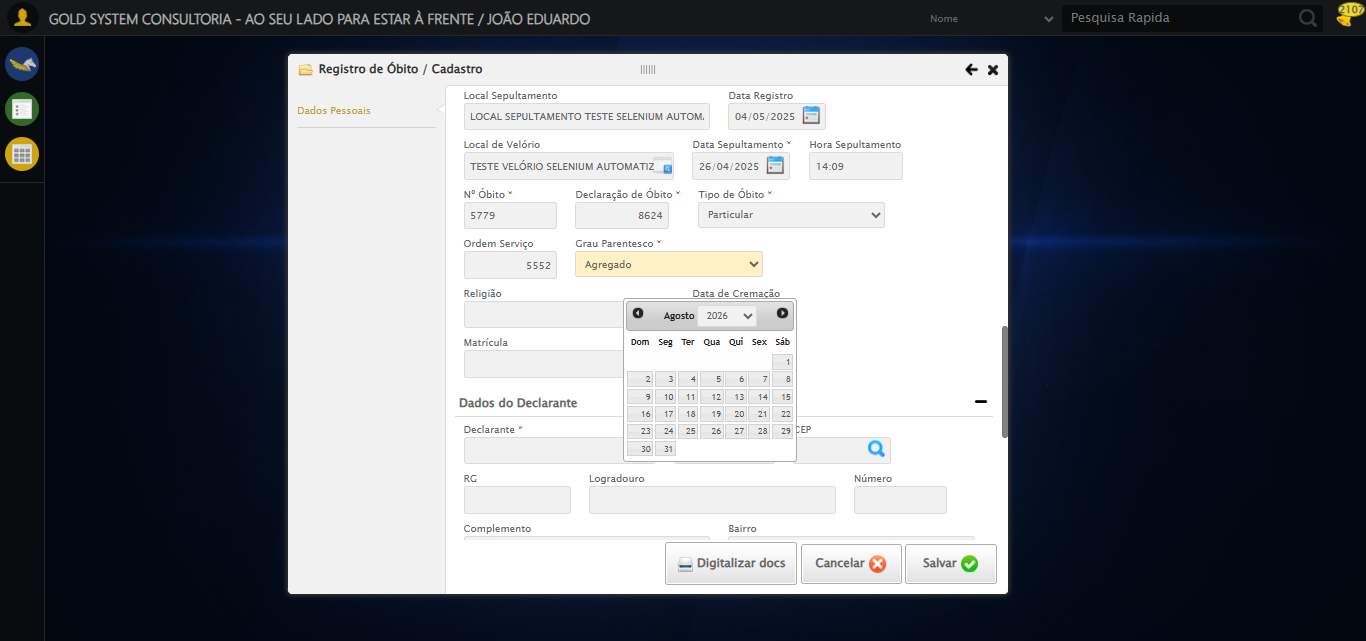 GOLD SYSTEM CONSULTORIA - AO SEU LADO PARA ESTAR À FRENTE / JOÃO EDUARDO
Nome
Pesquisa Rapida
2107
Registro de Óbito / Cadastro
Dados Pessoais
Local Sepultamento
Data Registro
LOCAL SEPULTAMENTO TESTE SELENIUM AUTOM
04/05/2025
Local de Velório
Data Sepultamento *
Hora Sepultamento
TESTE VELÓRIO SELENIUM AUTOMATIZ
26/04/2025
14:09
Nº Óbito *
Declaração de Óbito *
Tipo de Óbito *
5779
8624
Particular
Ordem Serviço
Grau Parentesco *
5552
Agregado
Religião
Data de Cremação
Agosto 2026
Dom Seg Ter Qua Qui Sex Sáb
1
2 3 4 5 6 7 8
9 10 11 12 13 14 15
16 17 18 19 20 21 22
23 24 25 26 27 28 29
30 31
Matrícula
Dados do Declarante
Declarante *
CEP
RG
Logradouro
Número
Complemento
Bairro
Digitalizar docs
Cancelar
Salvar